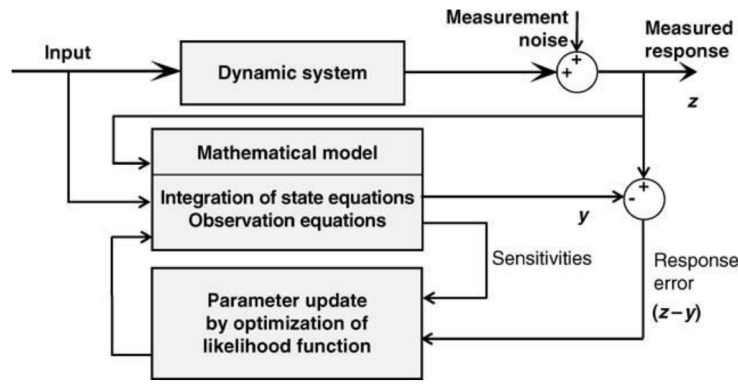 Measurement
noise
Measured
response
Input
Dynamic system
+
+
z
Mathematical model
Integration of state equations
Observation equations
y
-
+
Sensitivities
Response
error
(z–y)
Parameter update
by optimization of
likelihood function